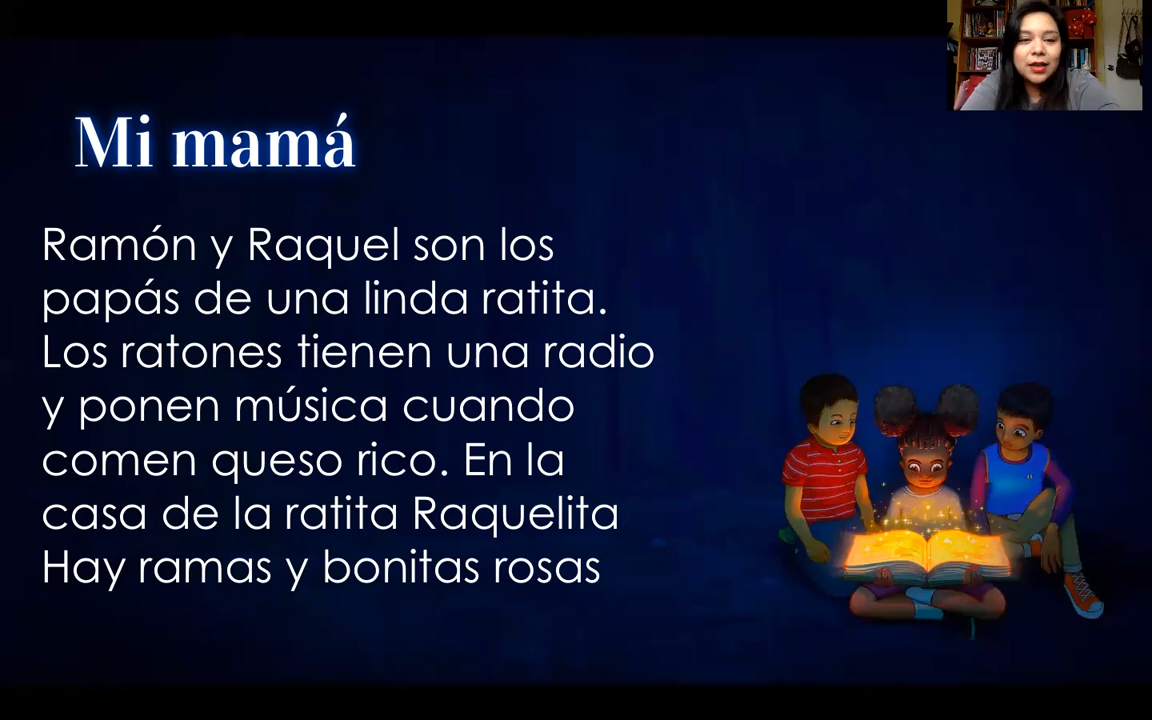 Mi mamá
Ramón y Raquel son los
papás de una linda ratita.
Los ratones tienen una radio
y ponen música cuando
comen queso rico. En la
casa de la ratita Raquelita
Hay ramas y bonitas rosas